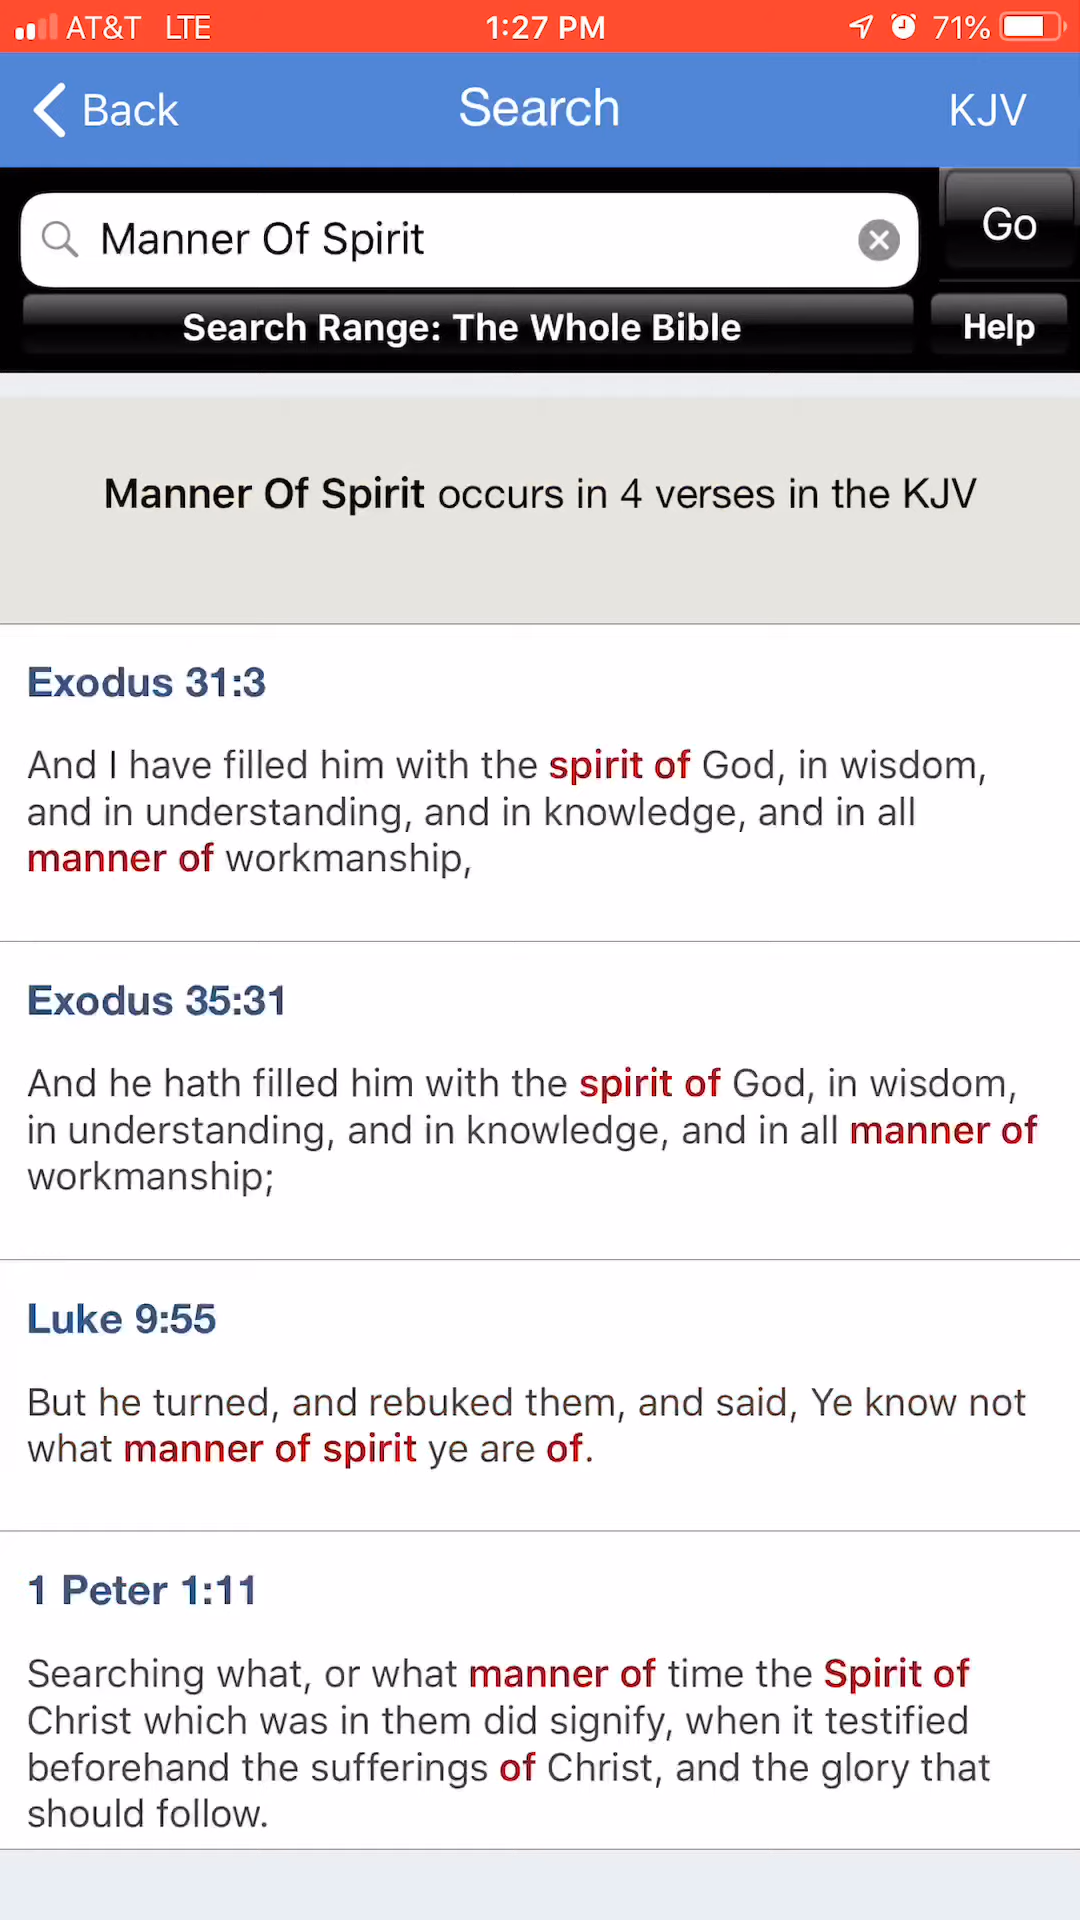 AT&T LTE 1:27 PM 71%
Back Search KJV
Manner Of Spirit
Go
Search Range: The Whole Bible
Help
Manner Of Spirit occurs in 4 verses in the KJV
Exodus 31:3
And I have filled him with the spirit of God, in wisdom,
and in understanding, and in knowledge, and in all
manner of workmanship,
Exodus 35:31
And he hath filled him with the spirit of God, in wisdom,
in understanding, and in knowledge, and in all manner of
workmanship;
Luke 9:55
But he turned, and rebuked them, and said, Ye know not
what manner of spirit ye are of.
1 Peter 1:11
Searching what, or what manner of time the Spirit of
Christ which was in them did signify, when it testified
beforehand the sufferings of Christ, and the glory that
should follow.